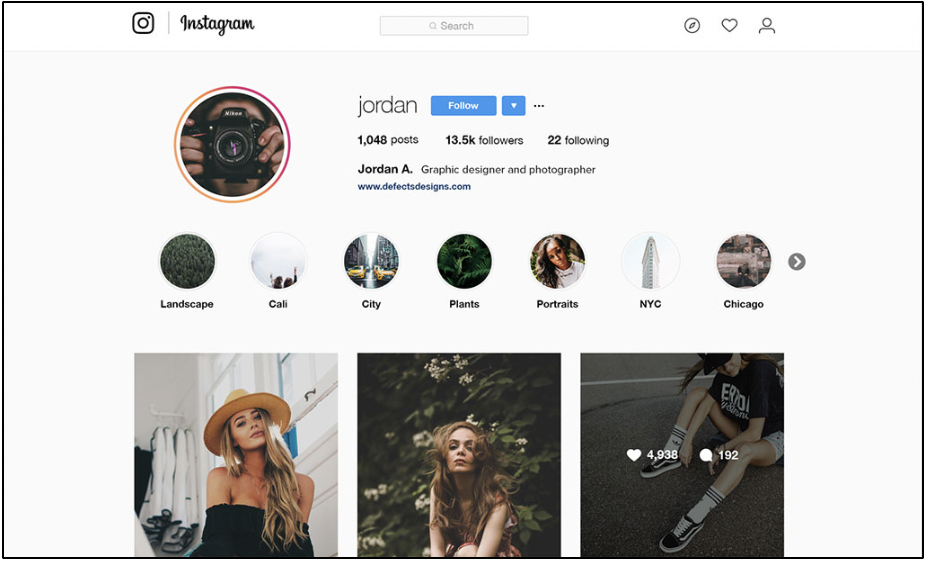 Instagram
Search
jordan Follow ...
1,048 posts 13.5k followers 22 following
Jordan A. Graphic designer and photographer
www.defectsdesigns.com
Nikon
Landscape Cali City Plants Portraits NYC Chicago
4,938 192